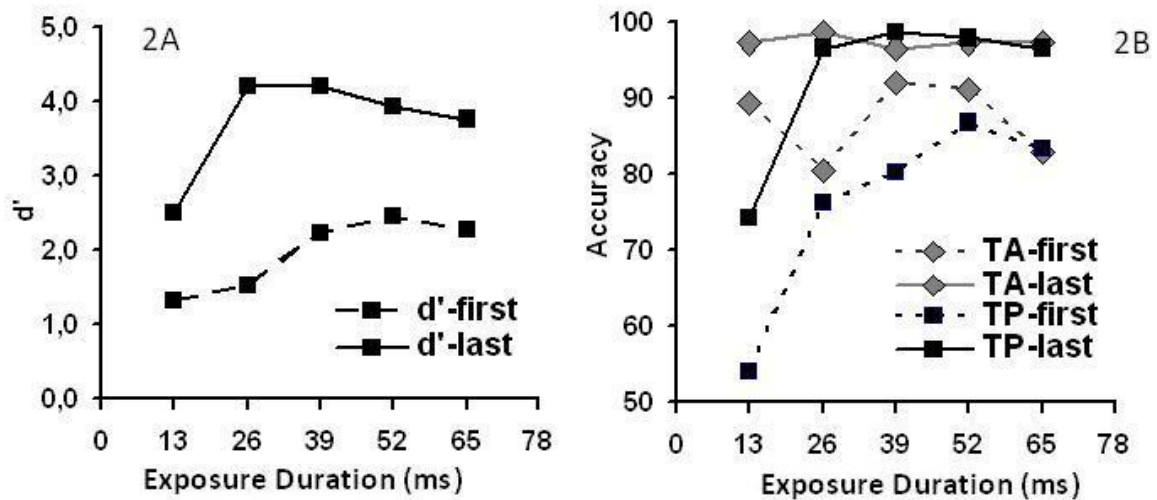 2A
5,0
4,0
3,0
2,0
1,0
0,0
d'
d'-first
d'-last
0 13 26 39 52 65 78
Exposure Duration (ms)
2B
100
90
80
70
60
50
Accuracy
TA-first
TA-last
TP-first
TP-last
0 13 26 39 52 65 78
Exposure Duration (ms)